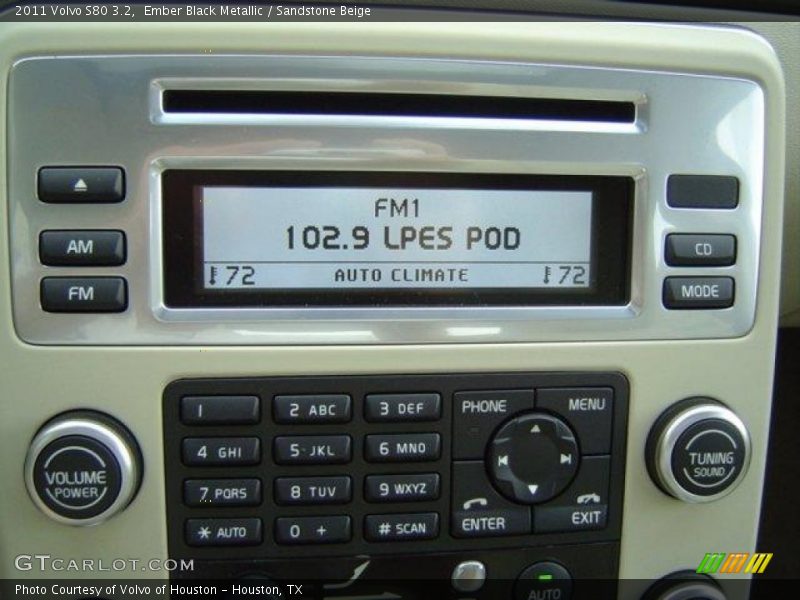 2011 Volvo S80 3.2, Ember Black Metallic / Sandstone Beige
FM1
102.9 LPES POD
72 AUTO CLIMATE 72
AM
FM
CD
MODE
1
2 ABC
3 DEF
4 GHI
5 JKL
6 MNO
7 PQRS
8 TUV
9 WXYZ
* AUTO
0 +
# SCAN
PHONE
MENU
ENTER
EXIT
VOLUME
POWER
TUNING
SOUND
AUTO
GTCARLOT.COM
Photo Courtesy of Volvo of Houston - Houston, TX